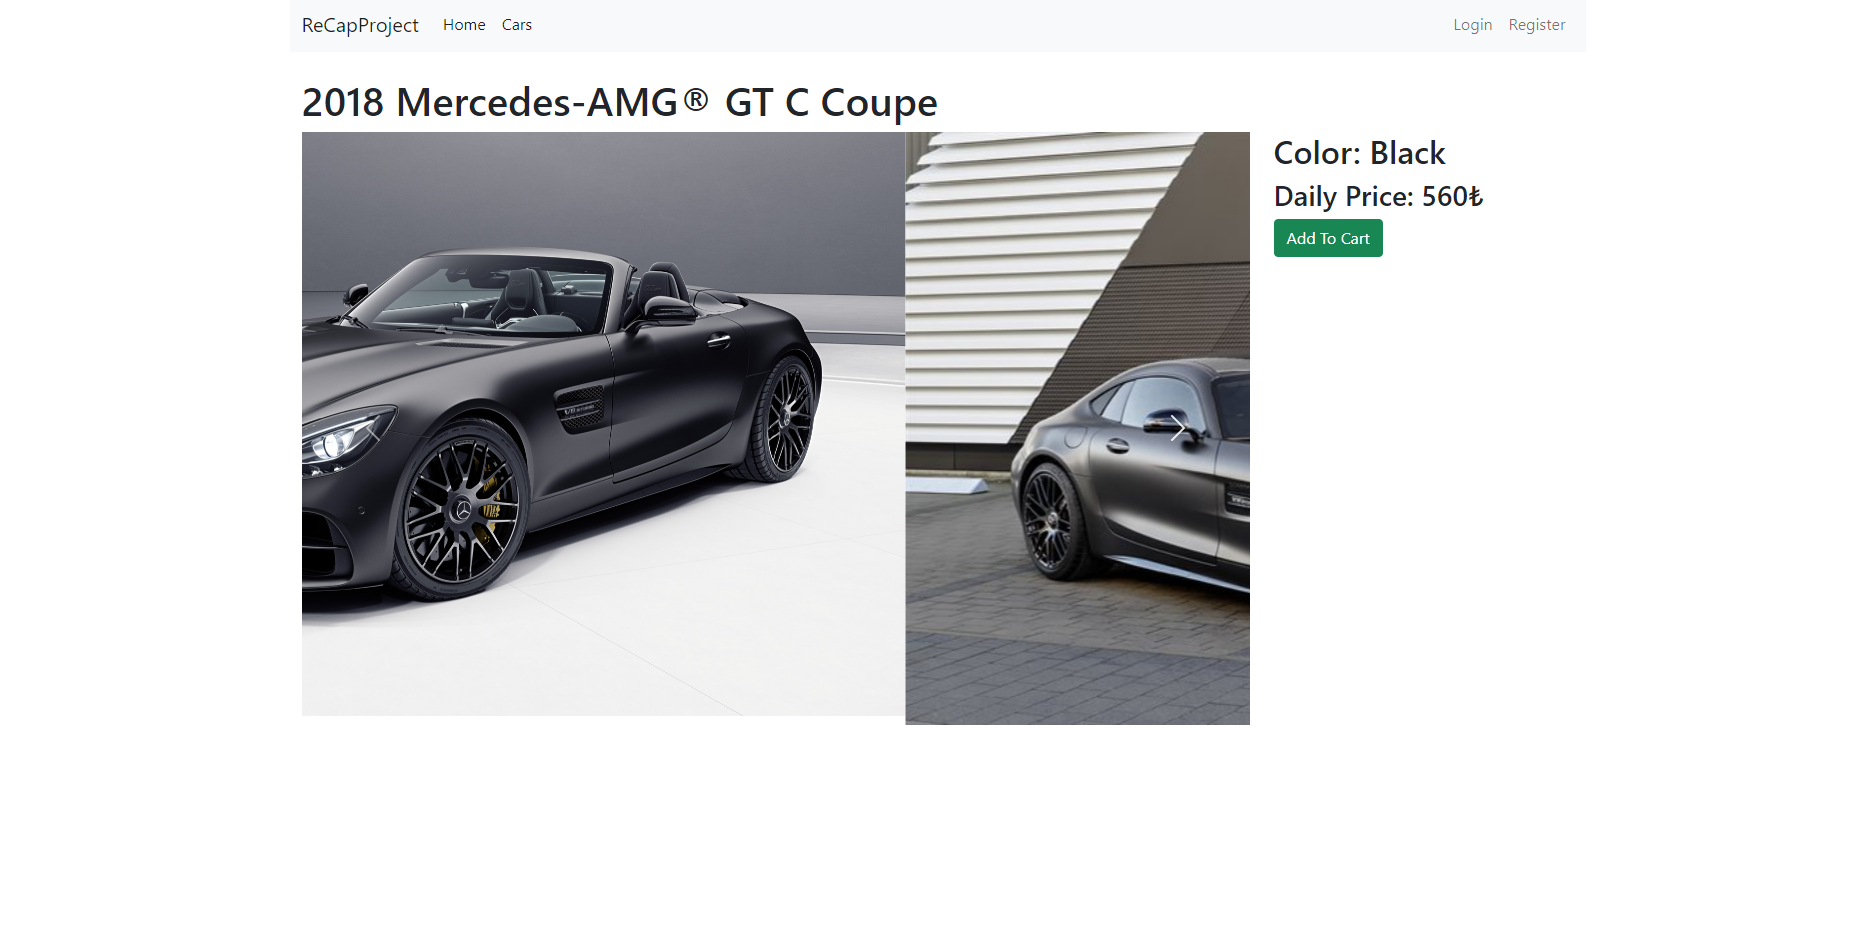 ReCapProject Home Cars Login Register
2018 Mercedes-AMG® GT C Coupe
Color: Black
Daily Price: 560₺
Add To Cart